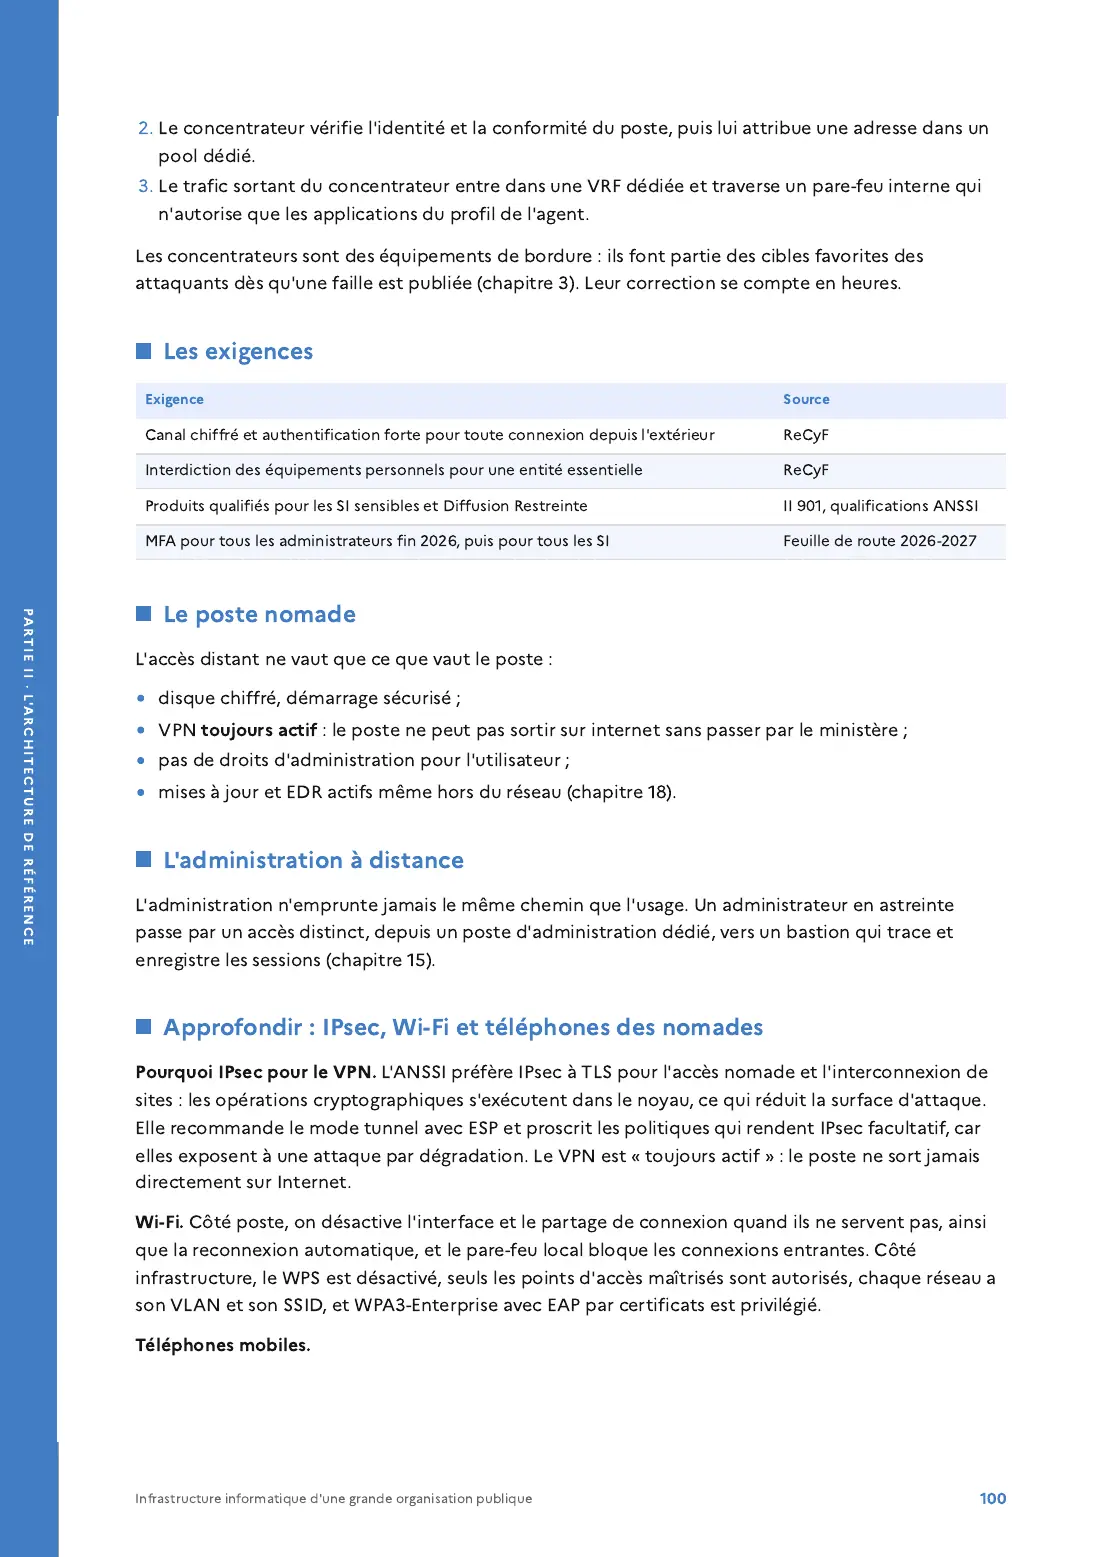 2. Le concentrateur vérifie l'identité et la conformité du poste, puis lui attribue une adresse dans un
pool dédié.
3. Le trafic sortant du concentrateur entre dans une VRF dédiée et traverse un pare-feu interne qui
n'autorise que les applications du profil de l'agent.
Les concentrateurs sont des équipements de bordure : ils font partie des cibles favorites des
attaquants dès qu'une faille est publiée (chapitre 3). Leur correction se compte en heures.
Les exigences
Exigence Source
Canal chiffré et authentification forte pour toute connexion depuis l'extérieur ReCyF
Interdiction des équipements personnels pour une entité essentielle ReCyF
Produits qualifiés pour les SI sensibles et Diffusion Restreinte II 901, qualifications ANSSI
MFA pour tous les administrateurs fin 2026, puis pour tous les SI Feuille de route 2026-2027
Le poste nomade
L'accès distant ne vaut que ce que vaut le poste :
• disque chiffré, démarrage sécurisé ;
• VPN toujours actif : le poste ne peut pas sortir sur internet sans passer par le ministère ;
• pas de droits d'administration pour l'utilisateur ;
• mises à jour et EDR actifs même hors du réseau (chapitre 18).
L'administration à distance
L'administration n'emprunte jamais le même chemin que l'usage. Un administrateur en astreinte
passe par un accès distinct, depuis un poste d'administration dédié, vers un bastion qui trace et
enregistre les sessions (chapitre 15).
Approfondir : IPsec, Wi-Fi et téléphones des nomades
Pourquoi IPsec pour le VPN. L'ANSSI préfère IPsec à TLS pour l'accès nomade et l'interconnexion de
sites : les opérations cryptographiques s'exécutent dans le noyau, ce qui réduit la surface d'attaque.
Elle recommande le mode tunnel avec ESP et proscrit les politiques qui rendent IPsec facultatif, car
elles exposent à une attaque par dégradation. Le VPN est « toujours actif » : le poste ne sort jamais
directement sur Internet.
Wi-Fi. Côté poste, on désactive l'interface et le partage de connexion quand ils ne servent pas, ainsi
que la reconnexion automatique, et le pare-feu local bloque les connexions entrantes. Côté
infrastructure, le WPS est désactivé, seuls les points d'accès maîtrisés sont autorisés, chaque réseau a
son VLAN et son SSID, et WPA3-Enterprise avec EAP par certificats est privilégié.
Téléphones mobiles.
PARTIE II · L'ARCHITECTURE DE RÉFÉRENCE
Infrastructure informatique d'une grande organisation publique 100